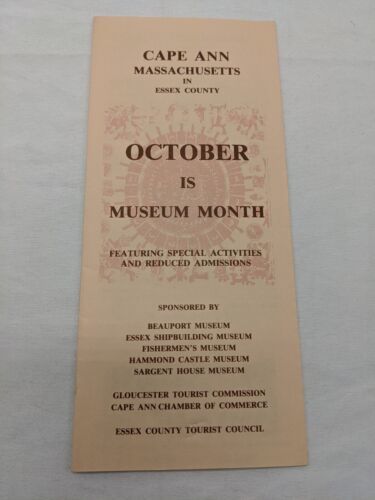 CAPE ANN
MASSACHUSETTS
IN
ESSEX COUNTY
OCTOBER
IS
MUSEUM MONTH
FEATURING SPECIAL ACTIVITIES
AND REDUCED ADMISSIONS
SPONSORED BY
BEAUPORT MUSEUM
ESSEX SHIPBUILDING MUSEUM
FISHERMEN'S MUSEUM
HAMMOND CASTLE MUSEUM
SARGENT HOUSE MUSEUM
GLOUCESTER TOURIST COMMISSION
CAPE ANN CHAMBER OF COMMERCE
ESSEX COUNTY TOURIST COUNCIL